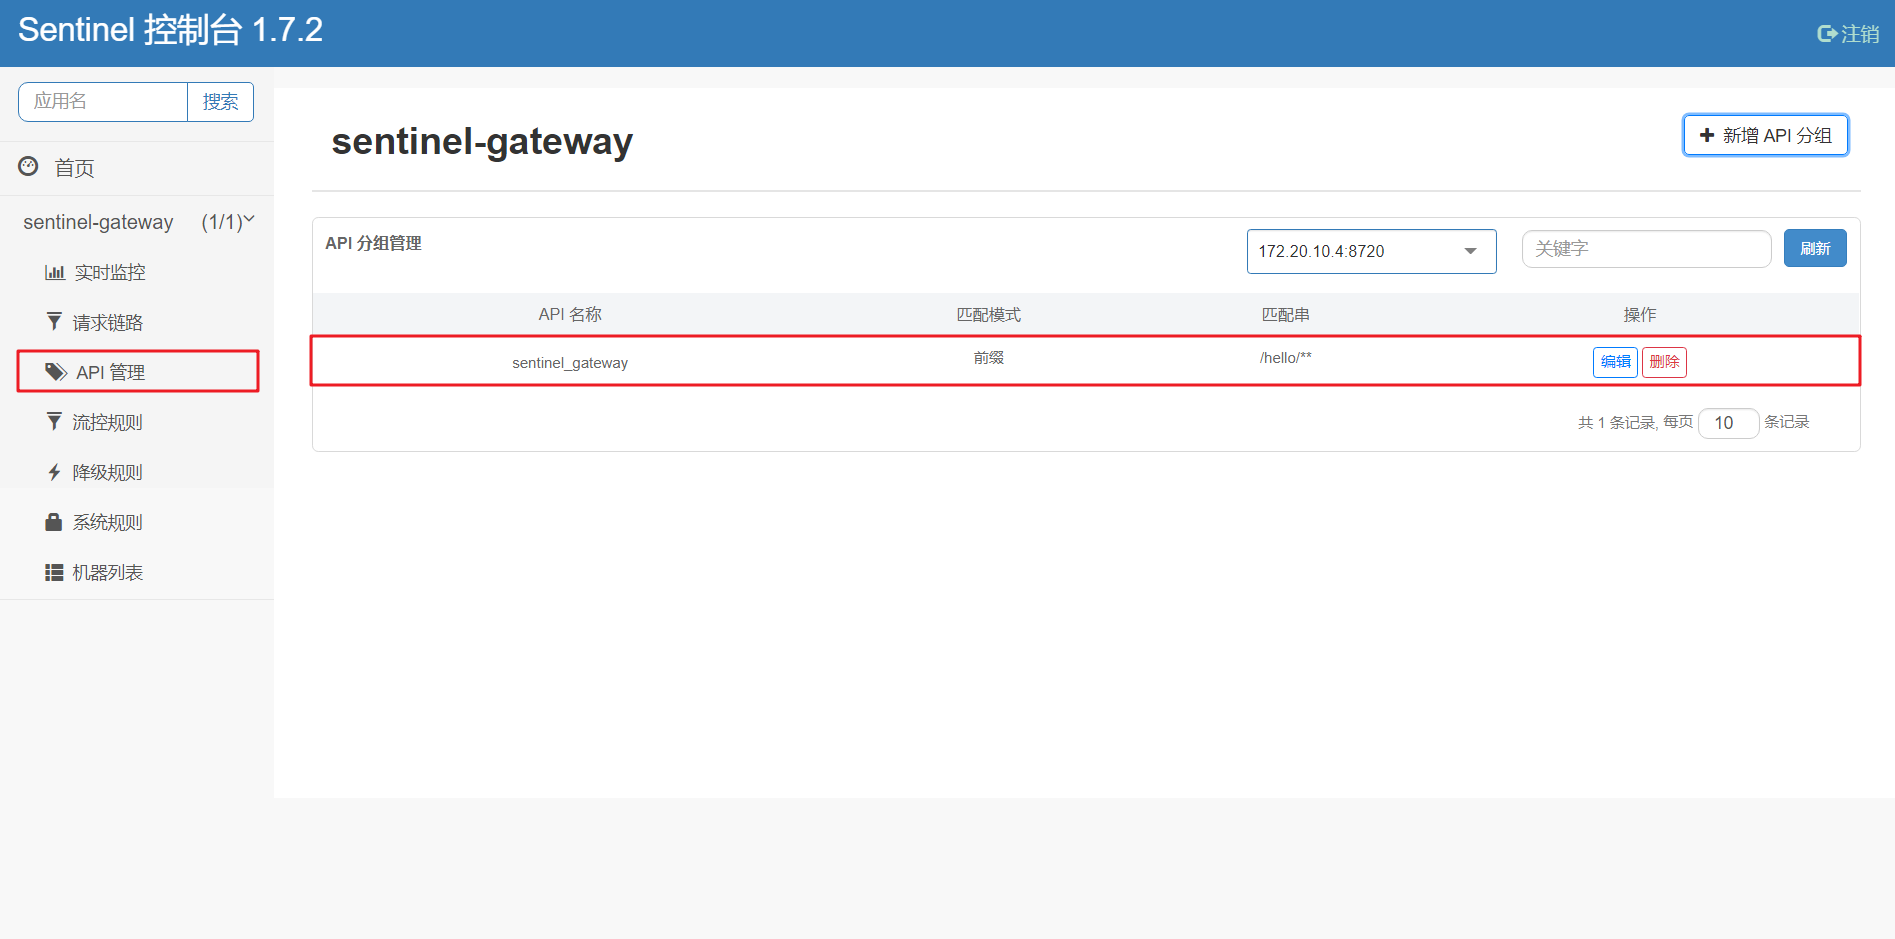 Sentinel 控制台 1.7.2
注销
应用名
搜索
首页
sentinel-gateway (1/1)
实时监控
请求链路
API 管理
流控规则
降级规则
系统规则
机器列表
sentinel-gateway
新增 API 分组
API 分组管理
172.20.10.4:8720
关键字
刷新
API 名称 匹配模式 匹配串 操作
sentinel_gateway 前缀 /hello/** 编辑 删除
共 1 条记录, 每页 10 条记录